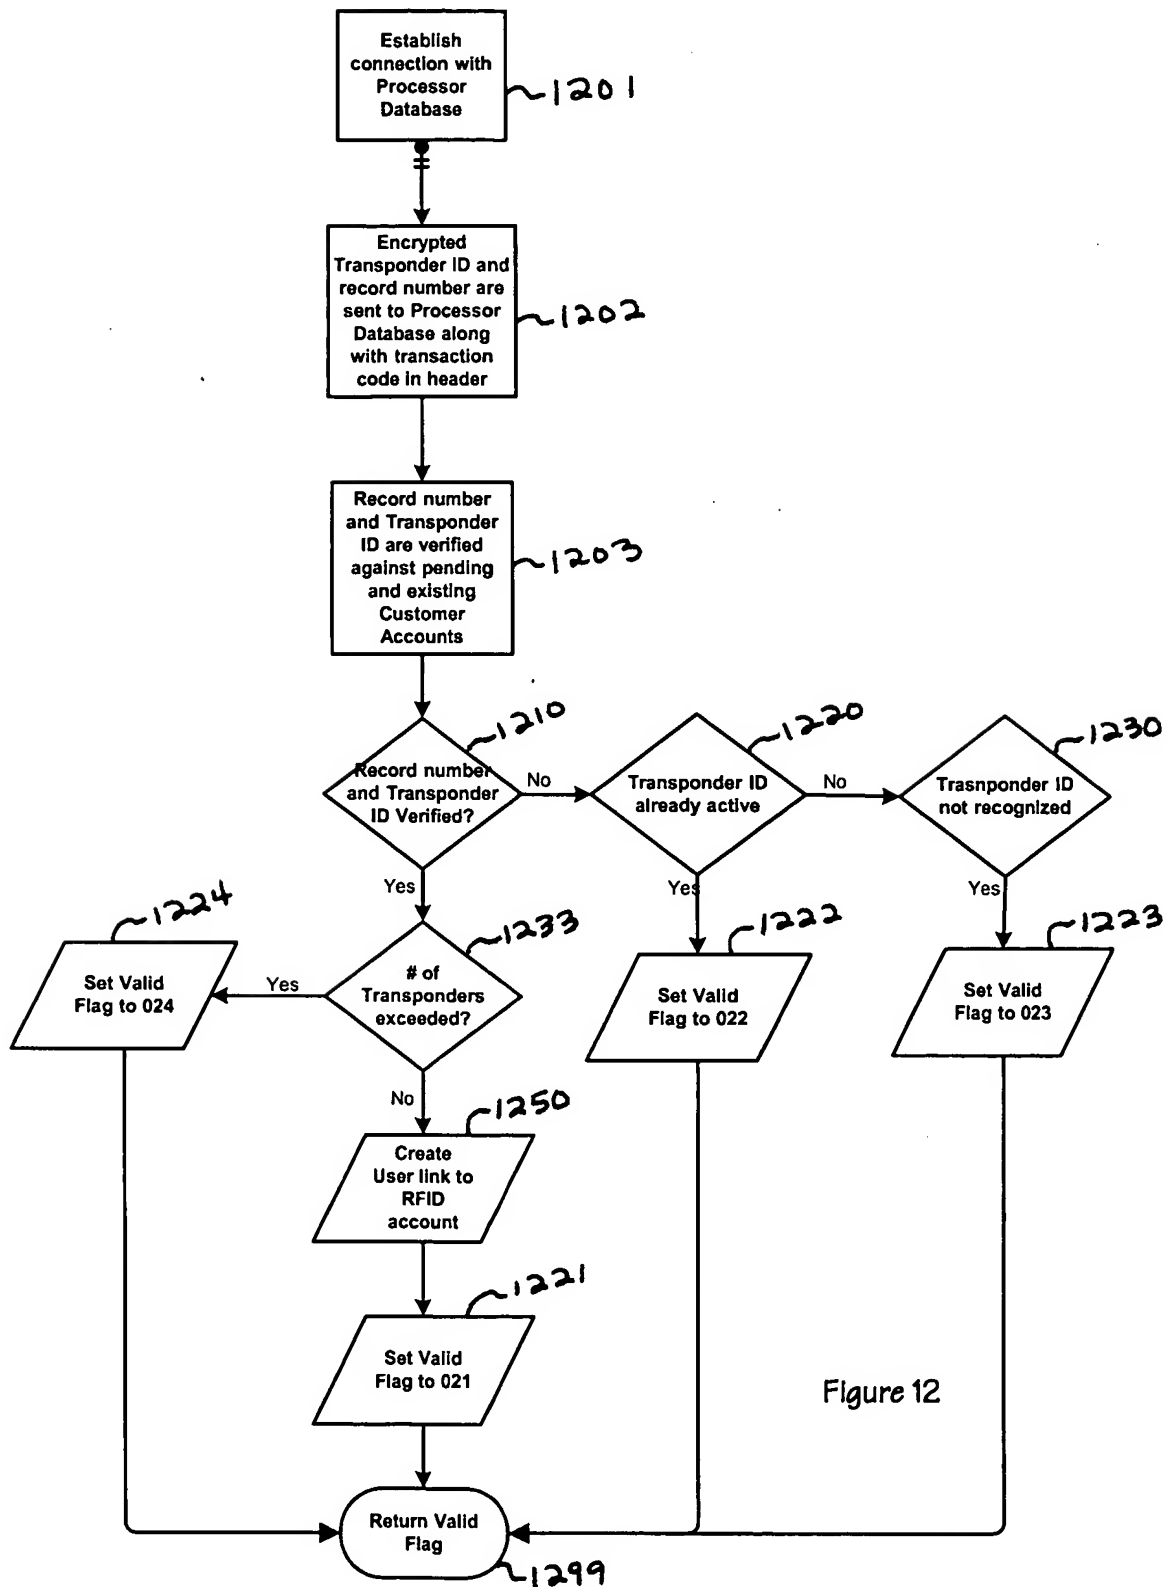 Establish
connection with
Processor
Database
1201
Encrypted
Transponder ID and
record number are
sent to Processor
Database along
with transaction
code in header
1202
Record number
and Transponder
ID are verified
against pending
and existing
Customer
Accounts
1203
Record number
and Transponder
ID Verified?
1210
No
Transponder ID
already active
1220
No
Trasnponder ID
not recognized
1230
Yes
Yes
Yes
1224
Set Valid
Flag to 024
Yes
# of
Transponders
exceeded?
1233
Set Valid
Flag to 022
1222
Set Valid
Flag to 023
1223
No
Create
User link to
RFID
account
1250
Set Valid
Flag to 021
1221
Figure 12
Return Valid
Flag
1299